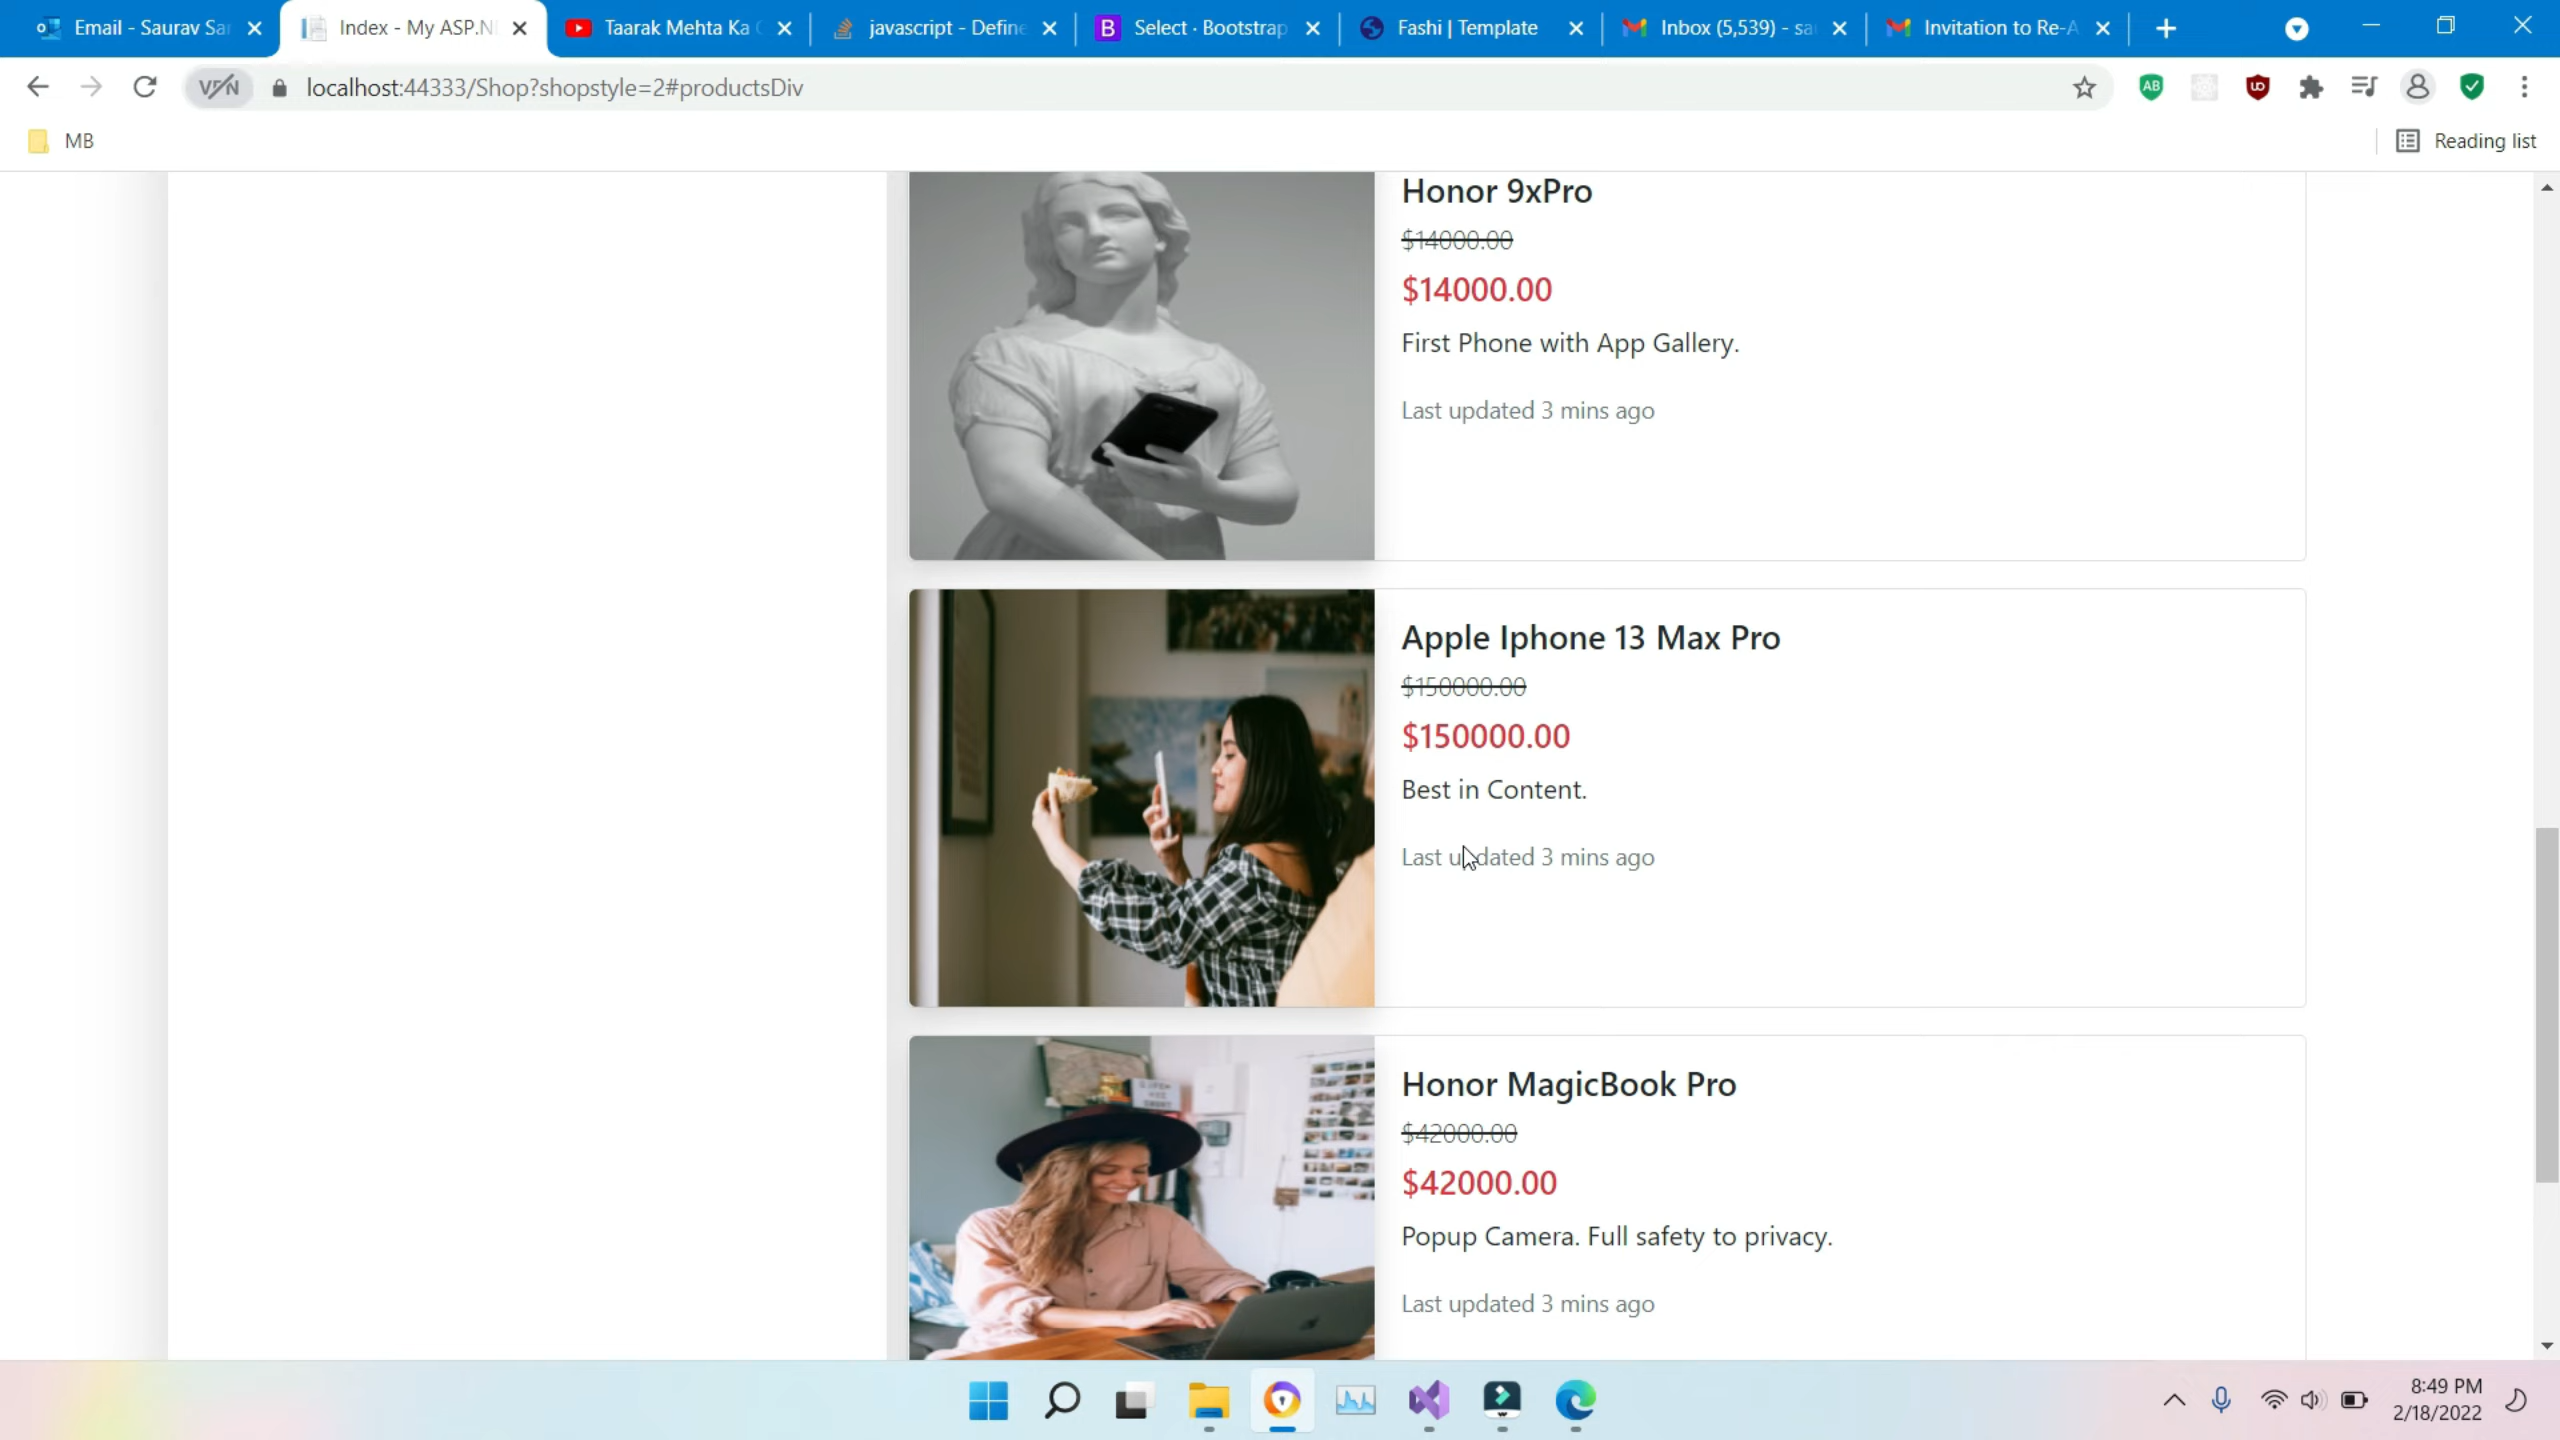 Email - Saurav Sar
Index - My ASP.NE
Taarak Mehta Ka
javascript - Define
Select · Bootstrap
Fashi | Template
Inbox (5,539) - sa
Invitation to Re-A
VPN
localhost:44333/Shop?shopstyle=2#productsDiv
MB
Reading list
Honor 9xPro
$14000.00
$14000.00
First Phone with App Gallery.
Last updated 3 mins ago
Apple Iphone 13 Max Pro
$150000.00
$150000.00
Best in Content.
Last updated 3 mins ago
Honor MagicBook Pro
$42000.00
$42000.00
Popup Camera. Full safety to privacy.
Last updated 3 mins ago
8:49 PM
2/18/2022